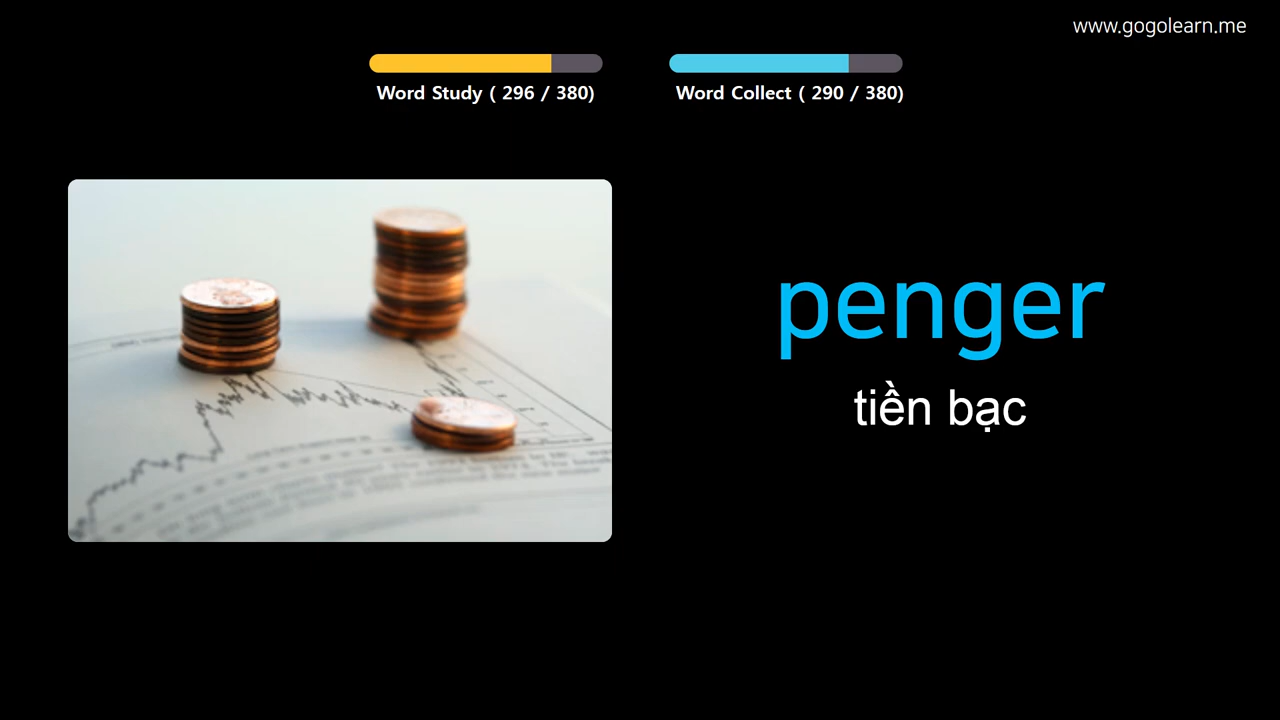 www.gogolearn.me
Word Study ( 296 / 380)
Word Collect ( 290 / 380)
penger
tiền bạc